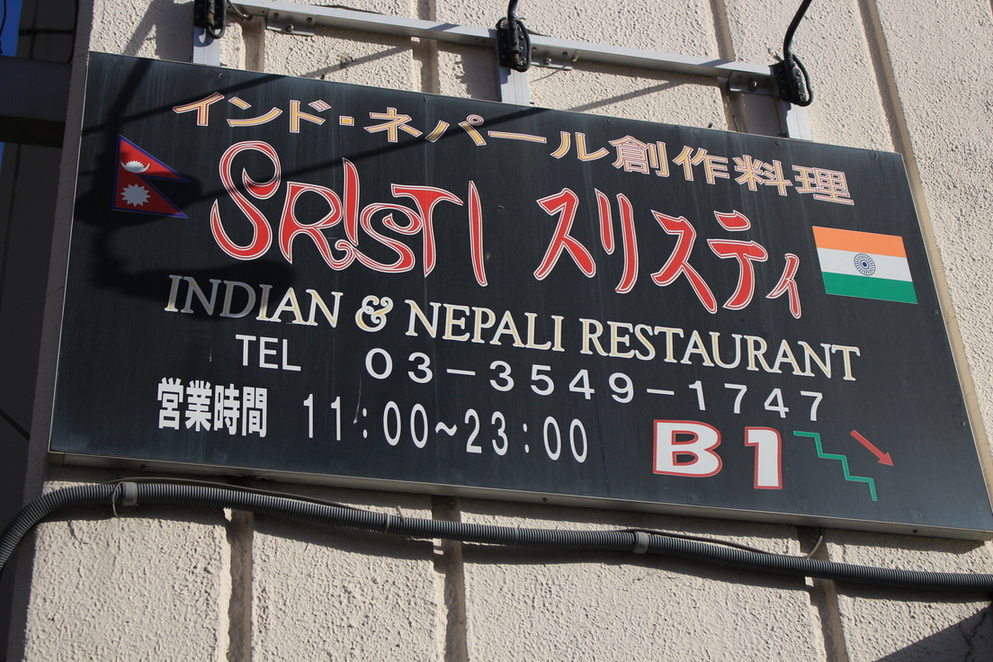 インド・ネパール創作料理
SRISTI スリスティ
INDIAN & NEPALI RESTAURANT
TEL 03-3549-1747
営業時間 11:00~23:00
B1